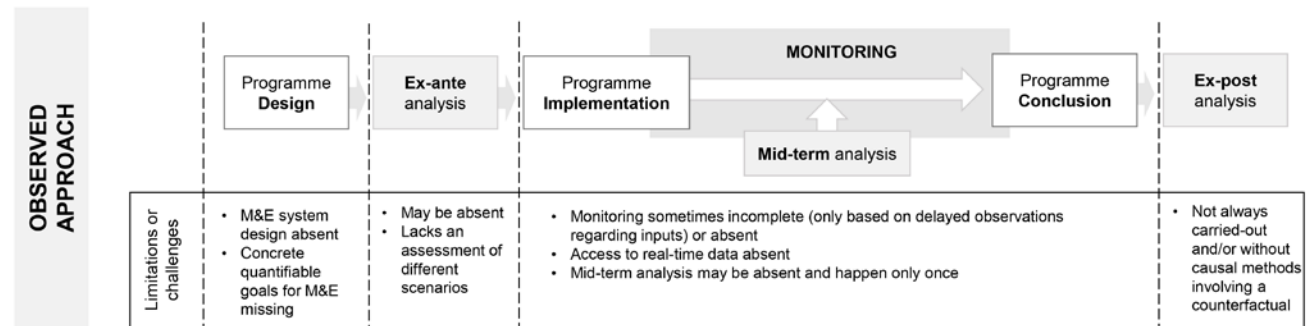 OBSERVED
APPROACH
Programme
Design
Ex-ante
analysis
Programme
Implementation
MONITORING
Mid-term analysis
Programme
Conclusion
Ex-post
analysis
Limitations or
challenges
• M&E system
design absent
• Concrete
quantifiable
goals for M&E
missing
• May be absent
• Lacks an
assessment of
different
scenarios
• Monitoring sometimes incomplete (only based on delayed observations
regarding inputs) or absent
• Access to real-time data absent
• Mid-term analysis may be absent and happen only once
• Not always
carried-out
and/or without
causal methods
involving a
counterfactual